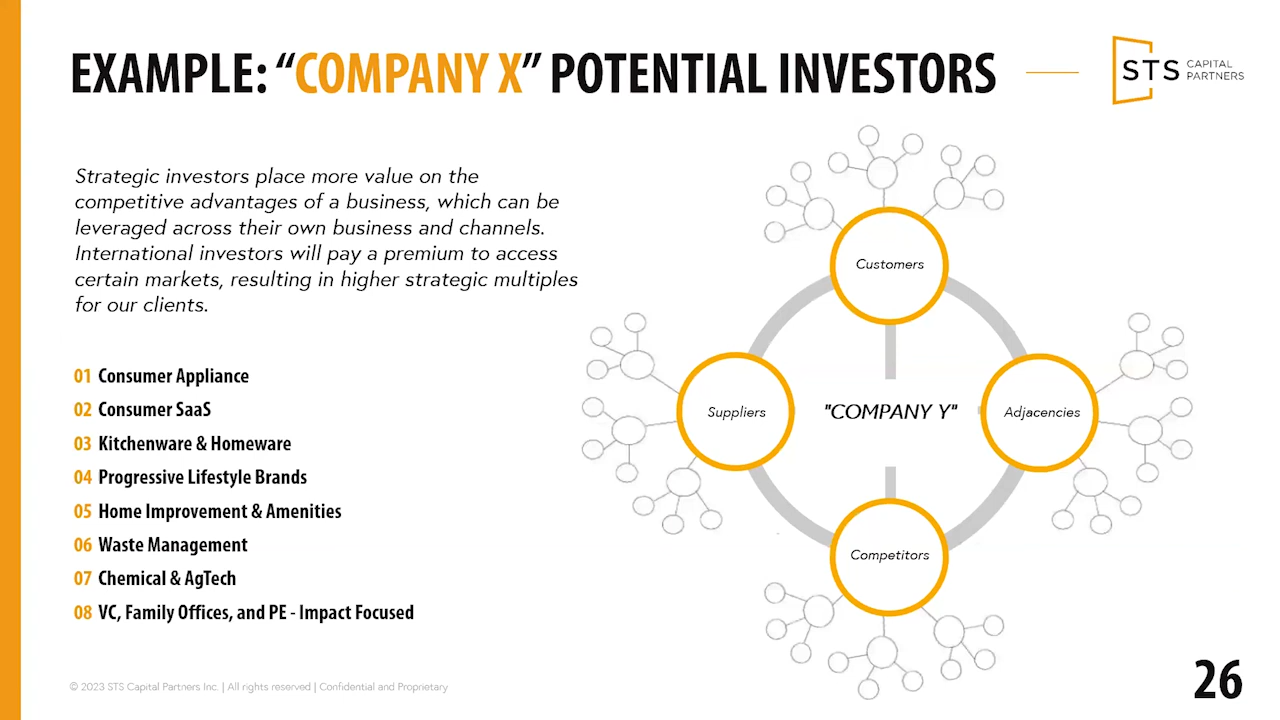 EXAMPLE: “COMPANY X” POTENTIAL INVESTORS
STS CAPITAL
PARTNERS
Strategic investors place more value on the
competitive advantages of a business, which can be
leveraged across their own business and channels.
International investors will pay a premium to access
certain markets, resulting in higher strategic multiples
for our clients.
01 Consumer Appliance
02 Consumer SaaS
03 Kitchenware & Homeware
04 Progressive Lifestyle Brands
05 Home Improvement & Amenities
06 Waste Management
07 Chemical & AgTech
08 VC, Family Offices, and PE - Impact Focused
Customers
Suppliers
"COMPANY Y"
Adjacencies
Competitors
© 2023 STS Capital Partners Inc. | All rights reserved | Confidential and Proprietary
26